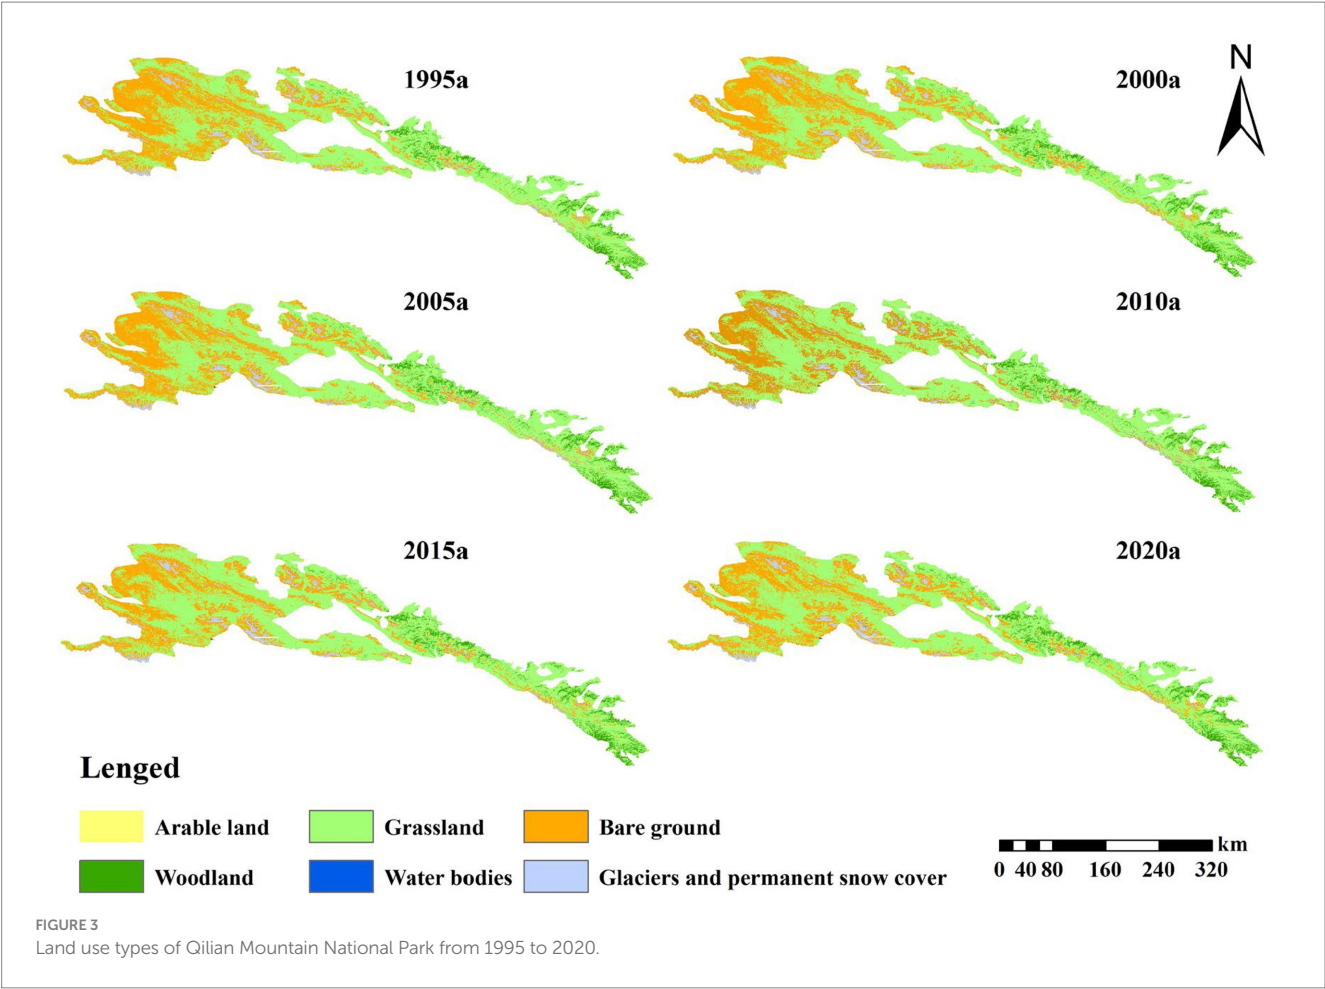 N
1995a
2000a
2005a
2010a
2015a
2020a
Lenged
Arable land
Grassland
Bare ground
Woodland
Water bodies
Glaciers and permanent snow cover
km
0 40 80 160 240 320
FIGURE 3
Land use types of Qilian Mountain National Park from 1995 to 2020.